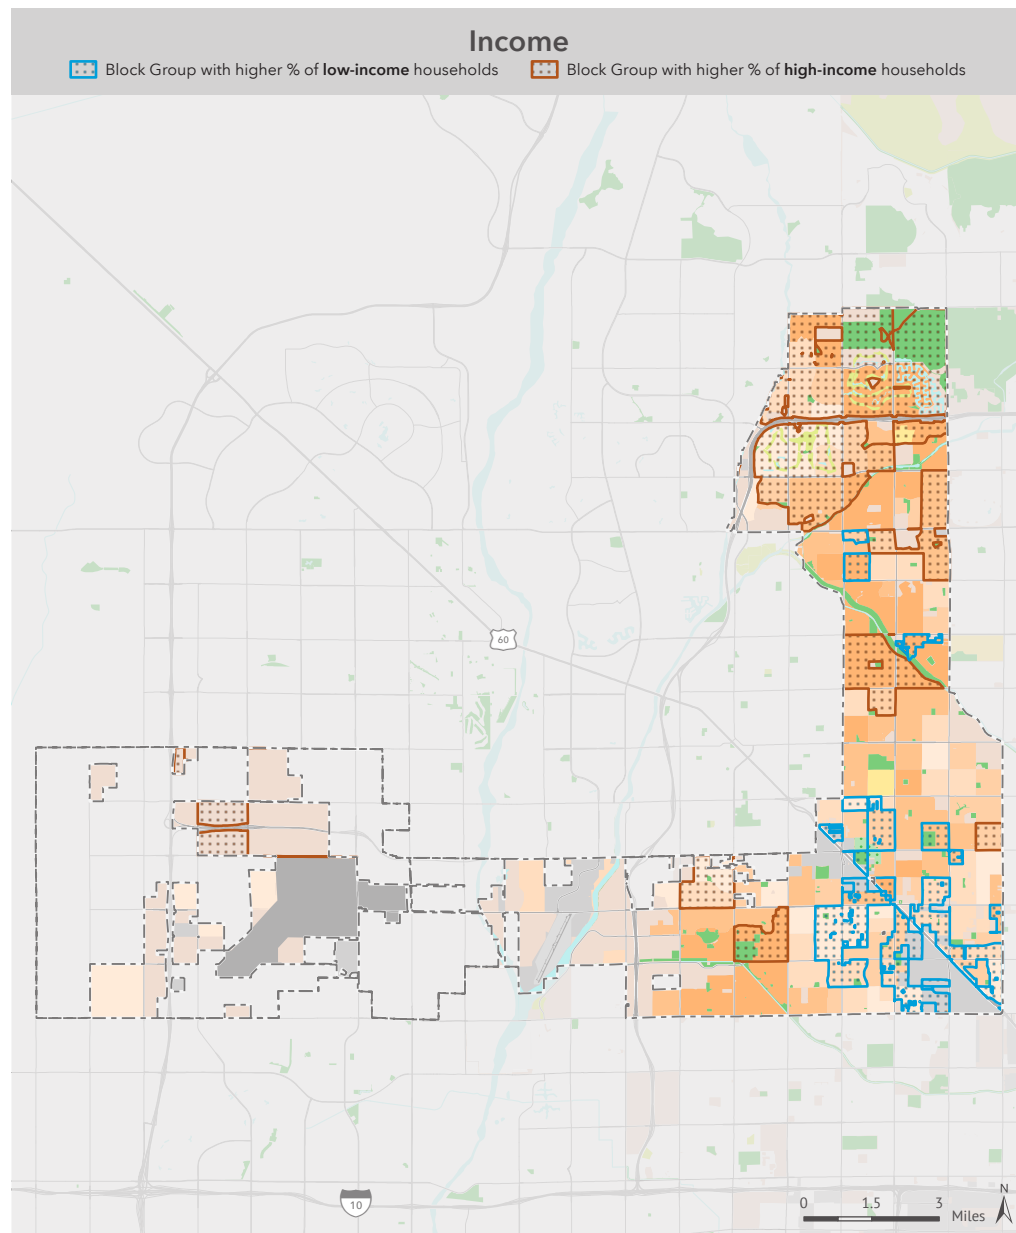 Income
Block Group with higher % of low-income households
Block Group with higher % of high-income households
60
10
0 1.5 3
Miles
N